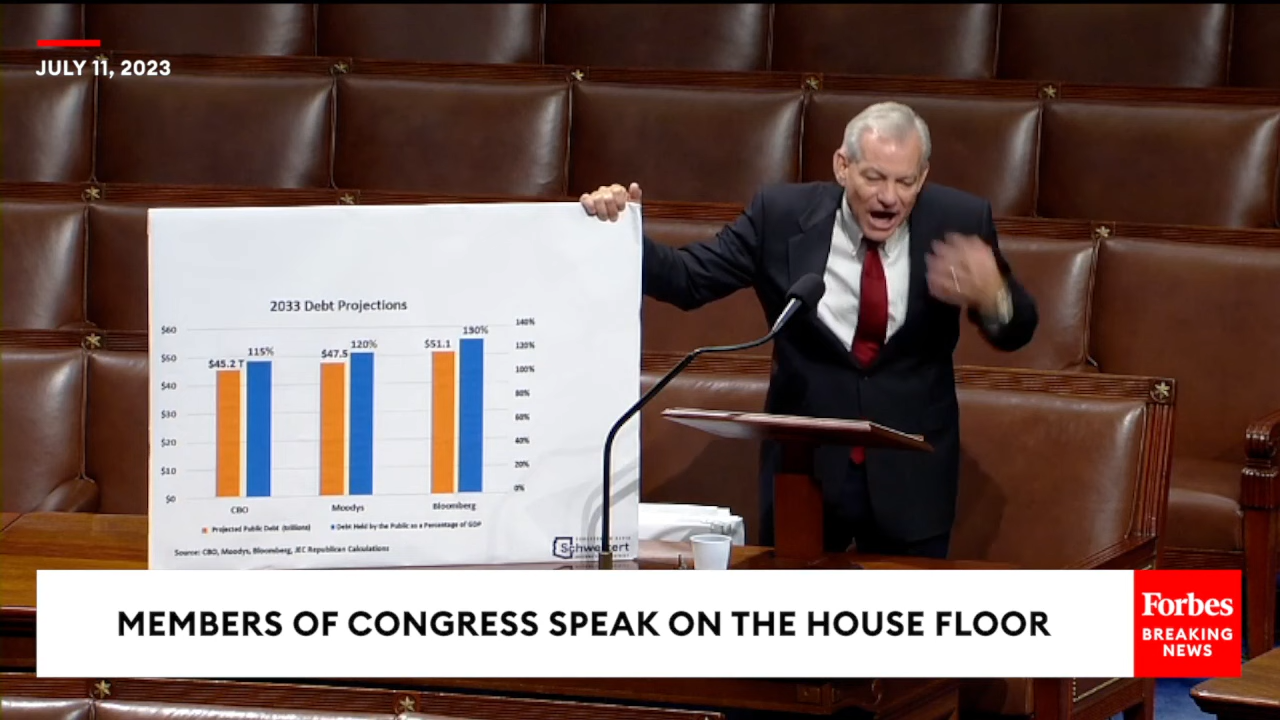 JULY 11, 2023
2033 Debt Projections
$60
$50
$40
$30
$20
$10
$0
$45.2 T
115%
$47.5
120%
$51.1
130%
140%
120%
100%
80%
60%
40%
20%
0%
CBO
Moodys
Bloomberg
Projected Public Debt (trillions)
Debt Held by the Public as a Percentage of GDP
Source: CBO, Moodys, Bloomberg, JEC Republican Calculations
MEMBERS OF CONGRESS SPEAK ON THE HOUSE FLOOR
Forbes
BREAKING
NEWS